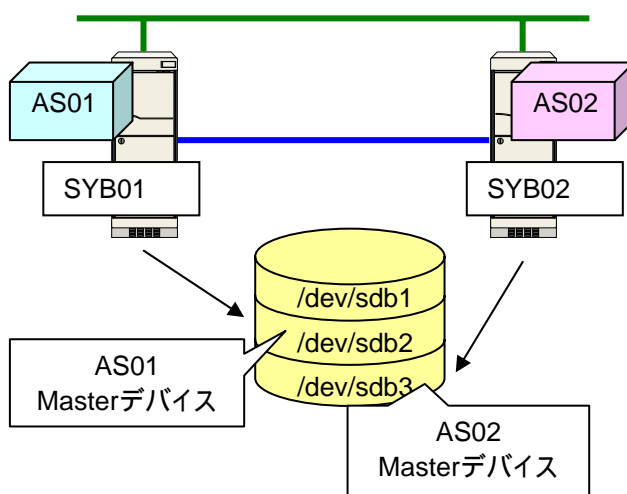 AS01
AS02
SYB01
SYB02
/dev/sdb1
/dev/sdb2
/dev/sdb3
AS01
Masterデバイス
AS02
Masterデバイス